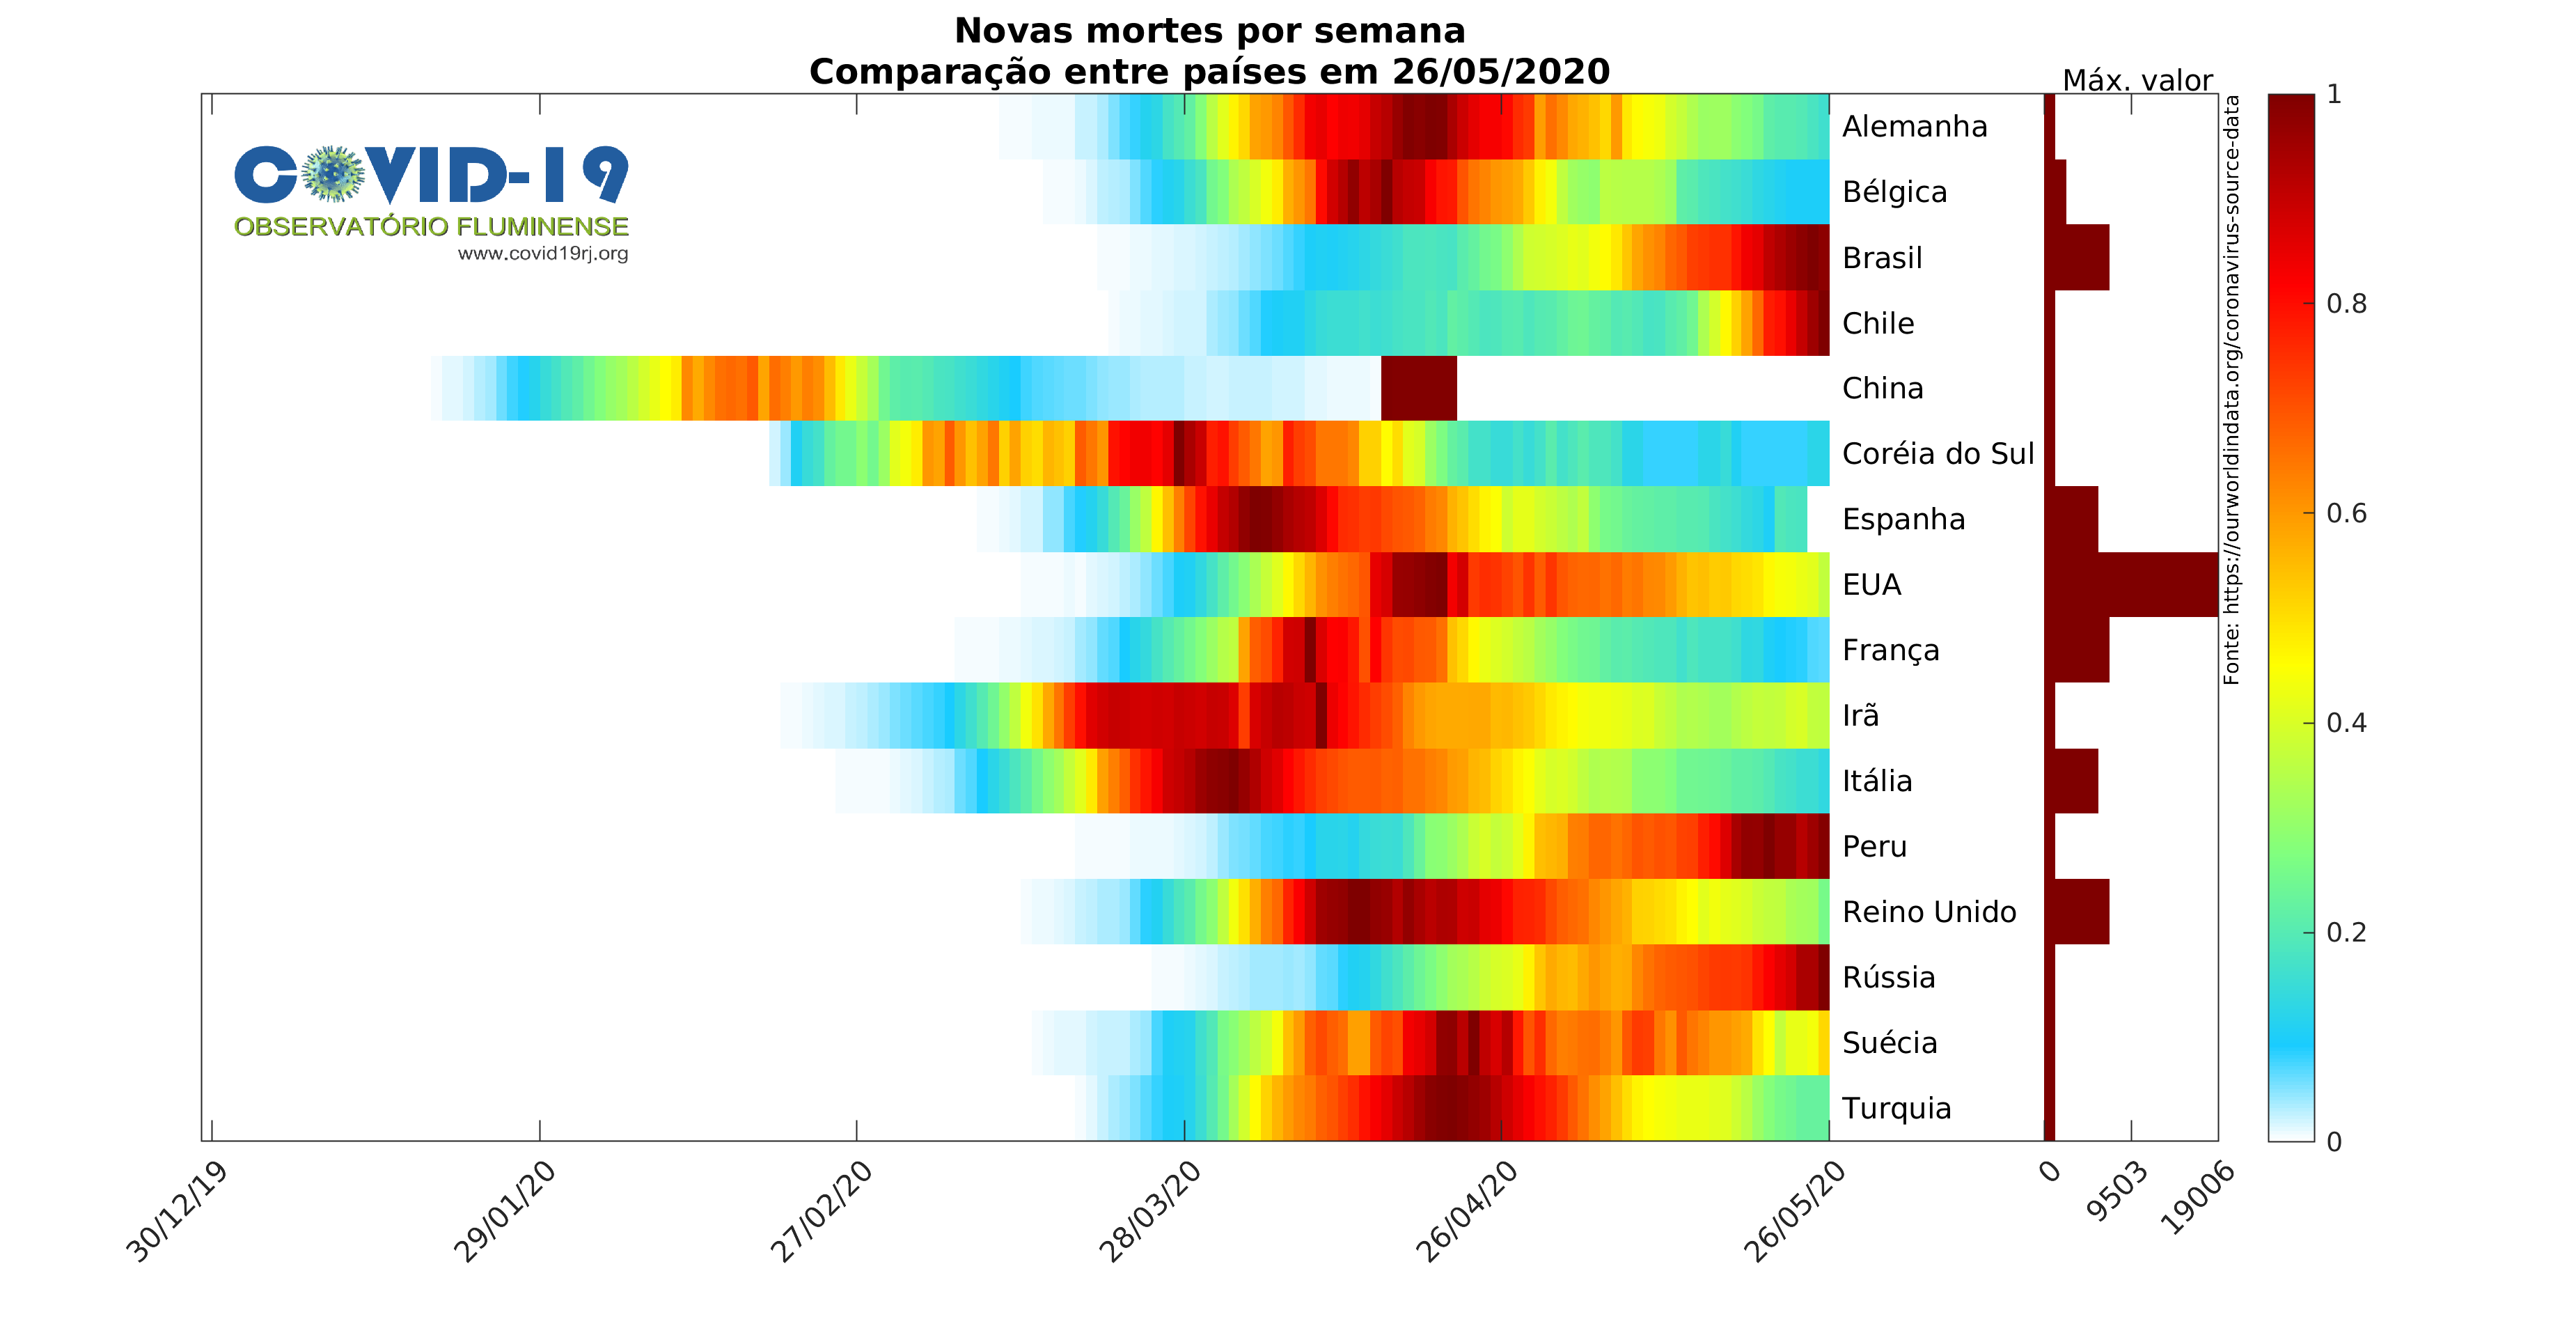 Novas mortes por semana
Comparação entre países em 26/05/2020
Máx. valor
COVID-19
OBSERVATÓRIO FLUMINENSE
www.covid19rj.org
Alemanha
Bélgica
Brasil
Chile
China
Coréia do Sul
Espanha
EUA
França
Irã
Itália
Peru
Reino Unido
Rússia
Suécia
Turquia
Fonte: https://ourworldindata.org/coronavirus-source-data
1
0.8
0.6
0.4
0.2
0
30/12/19
29/01/20
27/02/20
28/03/20
26/04/20
26/05/20
0
9503
19006